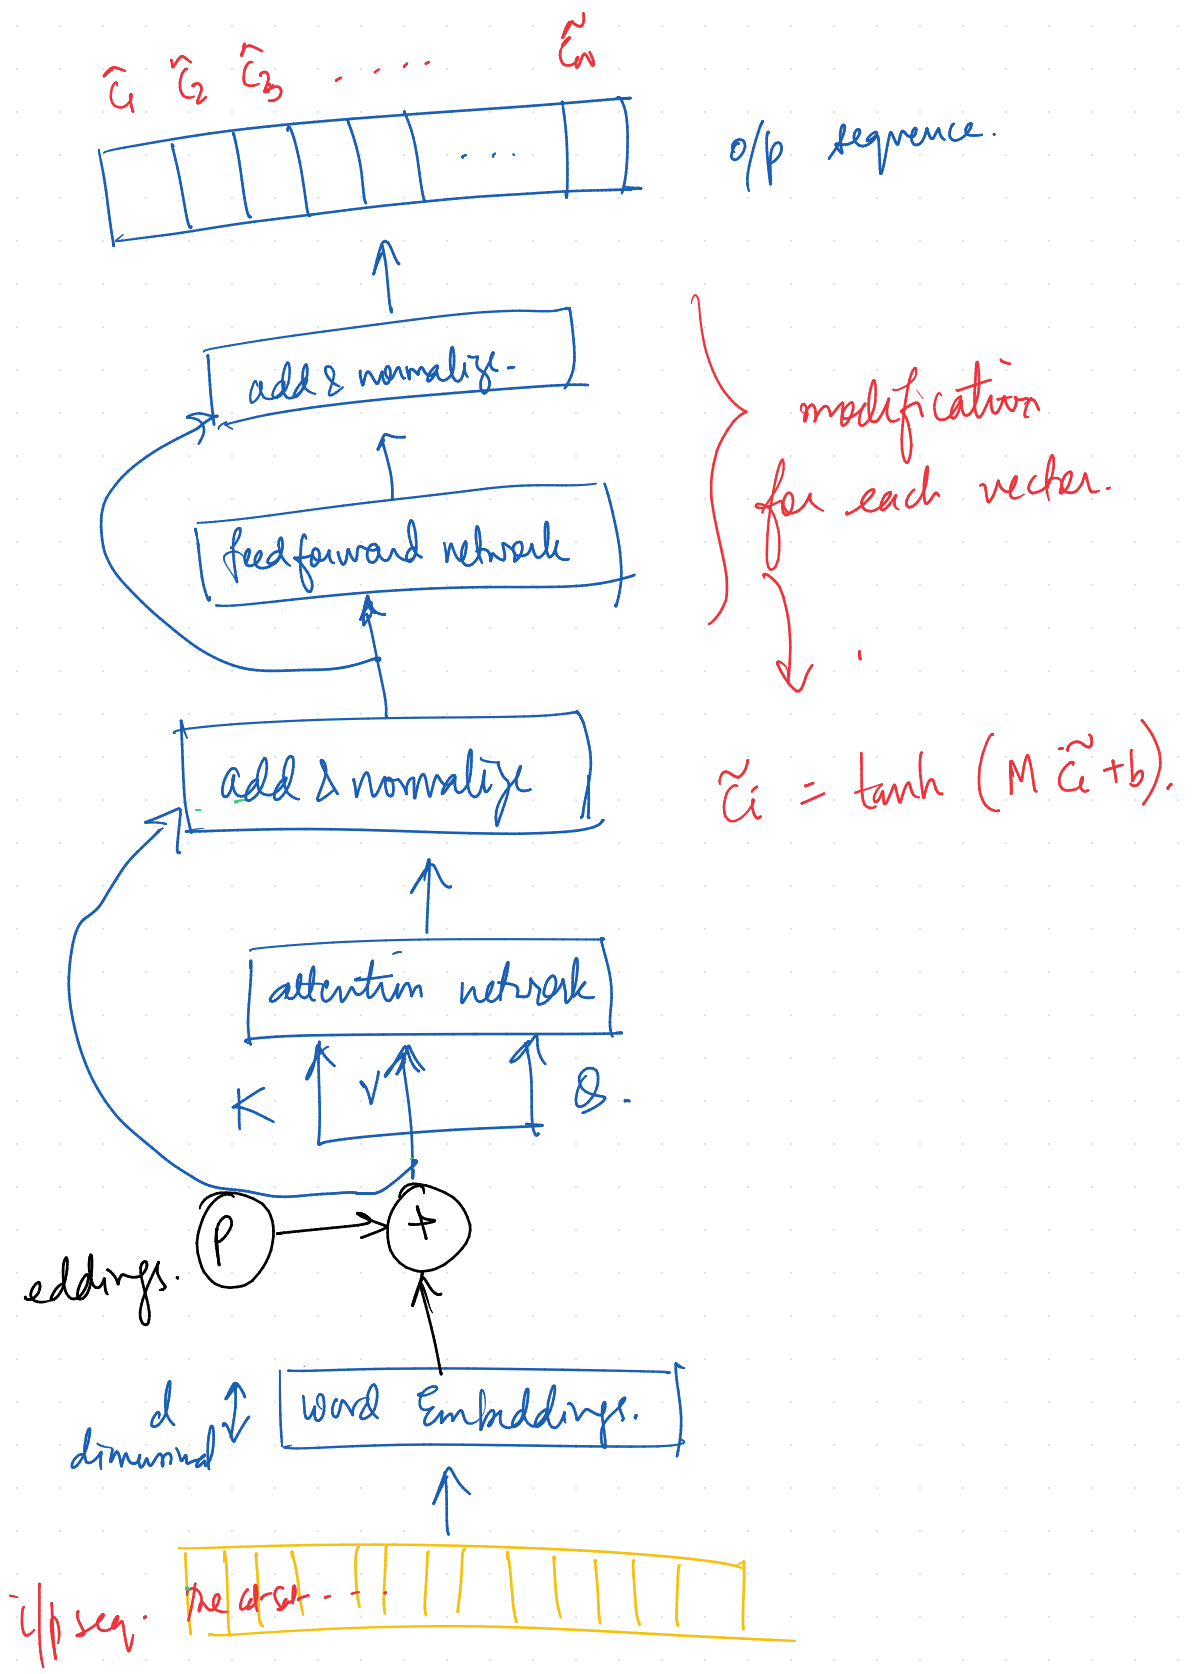 ĉ₁ ĉ₂ ĉ₃ ..... c̃ₙ
o/p sequence.
...
add & normalize.
modification
for each vector.
feedforward network
add & normalize
c̃ᵢ = tanh (M c̃ᵢ + b).
attention network
K V Q.
P +
eddings.
d
dimensional
word Embeddings.
i/p seq. The cat sat ....